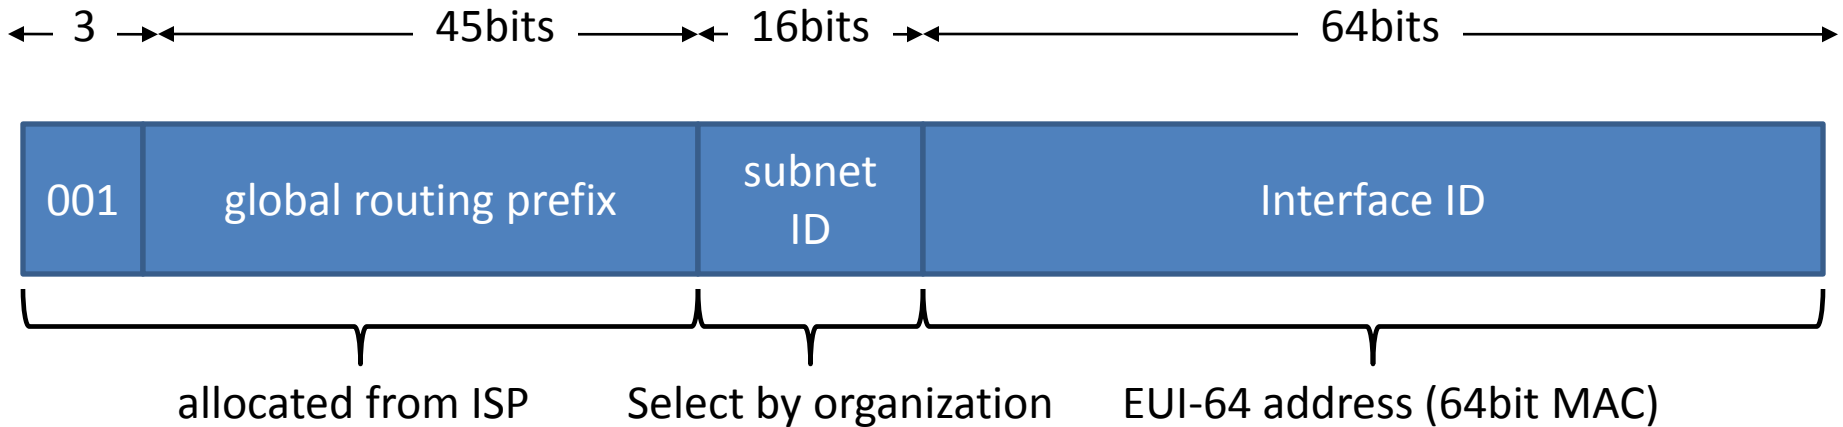 3
45bits
16bits
64bits
001
global routing prefix
subnet
ID
Interface ID
allocated from ISP
Select by organization
EUI-64 address (64bit MAC)